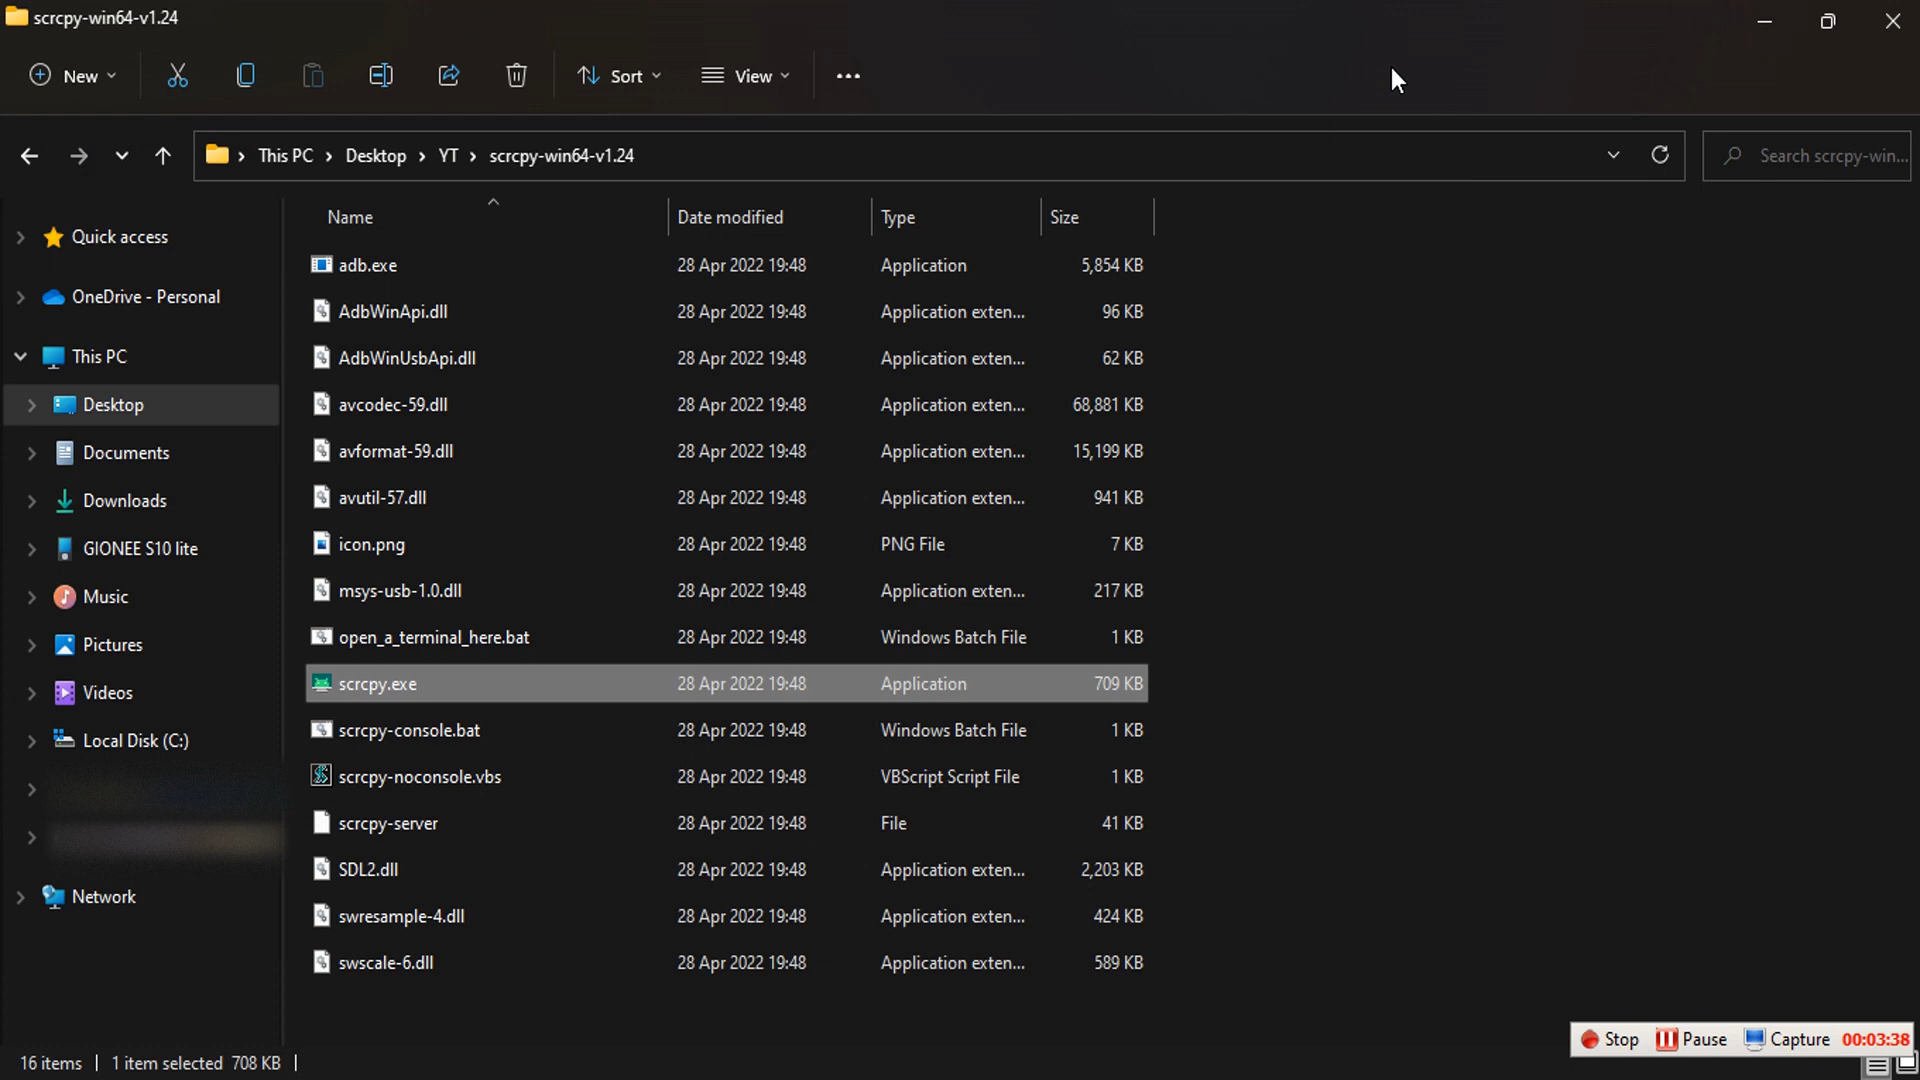 scrcpy-win64-v1.24
New Sort View
This PC Desktop YT scrcpy-win64-v1.24 Search scrcpy-win...
Name Date modified Type Size
Quick access
OneDrive - Personal
This PC
Desktop
Documents
Downloads
GIONEE S10 lite
Music
Pictures
Videos
Local Disk (C:)
Network
adb.exe 28 Apr 2022 19:48 Application 5,854 KB
AdbWinApi.dll 28 Apr 2022 19:48 Application exten... 96 KB
AdbWinUsbApi.dll 28 Apr 2022 19:48 Application exten... 62 KB
avcodec-59.dll 28 Apr 2022 19:48 Application exten... 68,881 KB
avformat-59.dll 28 Apr 2022 19:48 Application exten... 15,199 KB
avutil-57.dll 28 Apr 2022 19:48 Application exten... 941 KB
icon.png 28 Apr 2022 19:48 PNG File 7 KB
msys-usb-1.0.dll 28 Apr 2022 19:48 Application exten... 217 KB
open_a_terminal_here.bat 28 Apr 2022 19:48 Windows Batch File 1 KB
scrcpy.exe 28 Apr 2022 19:48 Application 709 KB
scrcpy-console.bat 28 Apr 2022 19:48 Windows Batch File 1 KB
scrcpy-noconsole.vbs 28 Apr 2022 19:48 VBScript Script File 1 KB
scrcpy-server 28 Apr 2022 19:48 File 41 KB
SDL2.dll 28 Apr 2022 19:48 Application exten... 2,203 KB
swresample-4.dll 28 Apr 2022 19:48 Application exten... 424 KB
swscale-6.dll 28 Apr 2022 19:48 Application exten... 589 KB
Stop Pause Capture 00:03:38
16 items 1 item selected 708 KB